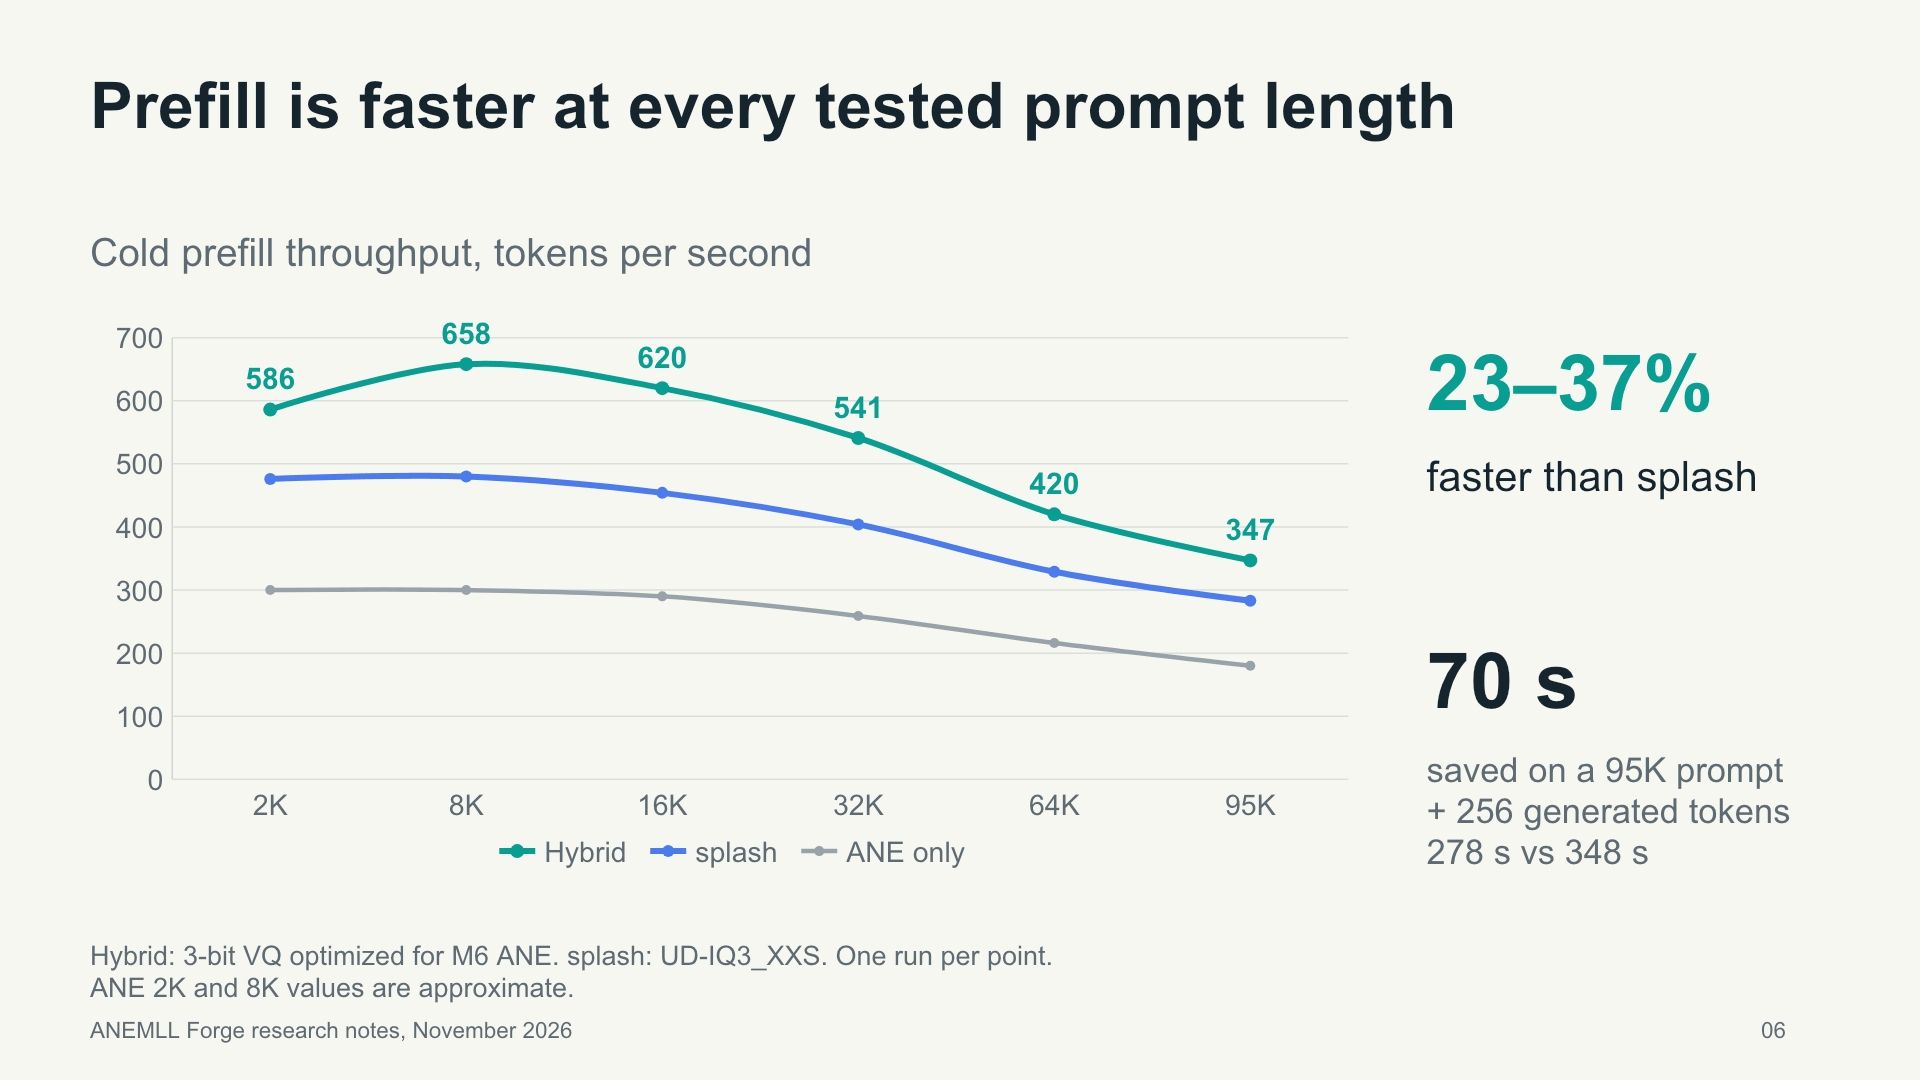 Prefill is faster at every tested prompt length
Cold prefill throughput, tokens per second
700
600
500
400
300
200
100
0
586
658
620
541
420
347
2K
8K
16K
32K
64K
95K
Hybrid
splash
ANE only
23–37%
faster than splash
70 s
saved on a 95K prompt
+ 256 generated tokens
278 s vs 348 s
Hybrid: 3-bit VQ optimized for M6 ANE. splash: UD-IQ3_XXS. One run per point.
ANE 2K and 8K values are approximate.
ANEMLL Forge research notes, November 2026
06